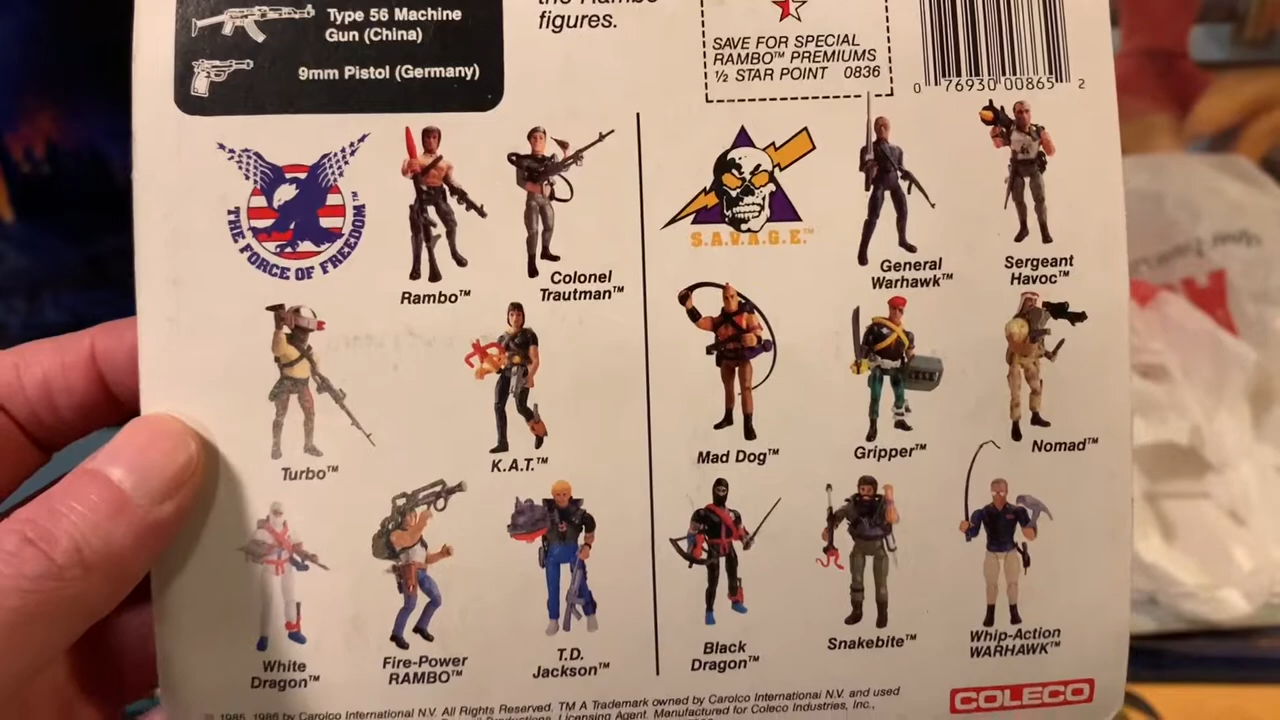 Type 56 Machine
Gun (China)
9mm Pistol (Germany)
figures.
SAVE FOR SPECIAL
RAMBO™ PREMIUMS
½ STAR POINT 0836
0 76930 00865 2
THE FORCE OF FREEDOM™
Rambo™
Colonel
Trautman™
S.A.V.A.G.E.™
General
Warhawk™
Sergeant
Havoc™
Turbo™
K.A.T.™
Mad Dog™
Gripper™
Nomad™
White
Dragon™
Fire-Power
RAMBO™
T.D.
Jackson™
Black
Dragon™
Snakebite™
Whip-Action
WARHAWK™
1985, 1986 by Carolco International N.V. All Rights Reserved. TM A Trademark owned by Carolco International N.V. and used
Licensing Agent. Manufactured for Coleco Industries, Inc.,
COLECO